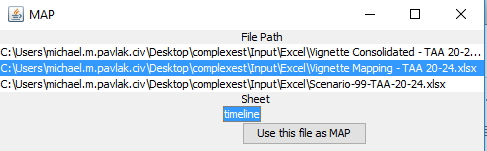 MAP
File Path
C:\Users\michael.m.pavlak.civ\Desktop\complexest\Input\Excel\Vignette Consolidated - TAA 20-2...
C:\Users\michael.m.pavlak.civ\Desktop\complexest\Input\Excel\Vignette Mapping - TAA 20-24.xlsx
C:\Users\michael.m.pavlak.civ\Desktop\complexest\Input\Excel\Scenario-99-TAA-20-24.xlsx
Sheet
timeline
Use this file as MAP